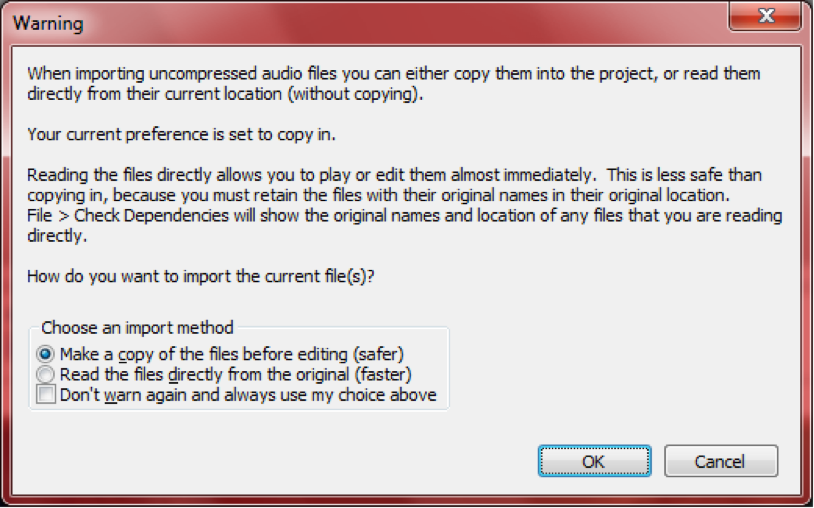 Warning
When importing uncompressed audio files you can either copy them into the project, or read them
directly from their current location (without copying).
Your current preference is set to copy in.
Reading the files directly allows you to play or edit them almost immediately.  This is less safe than
copying in, because you must retain the files with their original names in their original location.
File > Check Dependencies will show the original names and location of any files that you are reading
directly.
How do you want to import the current file(s)?
Choose an import method
Make a copy of the files before editing (safer)
Read the files directly from the original (faster)
Don't warn again and always use my choice above
OK
Cancel